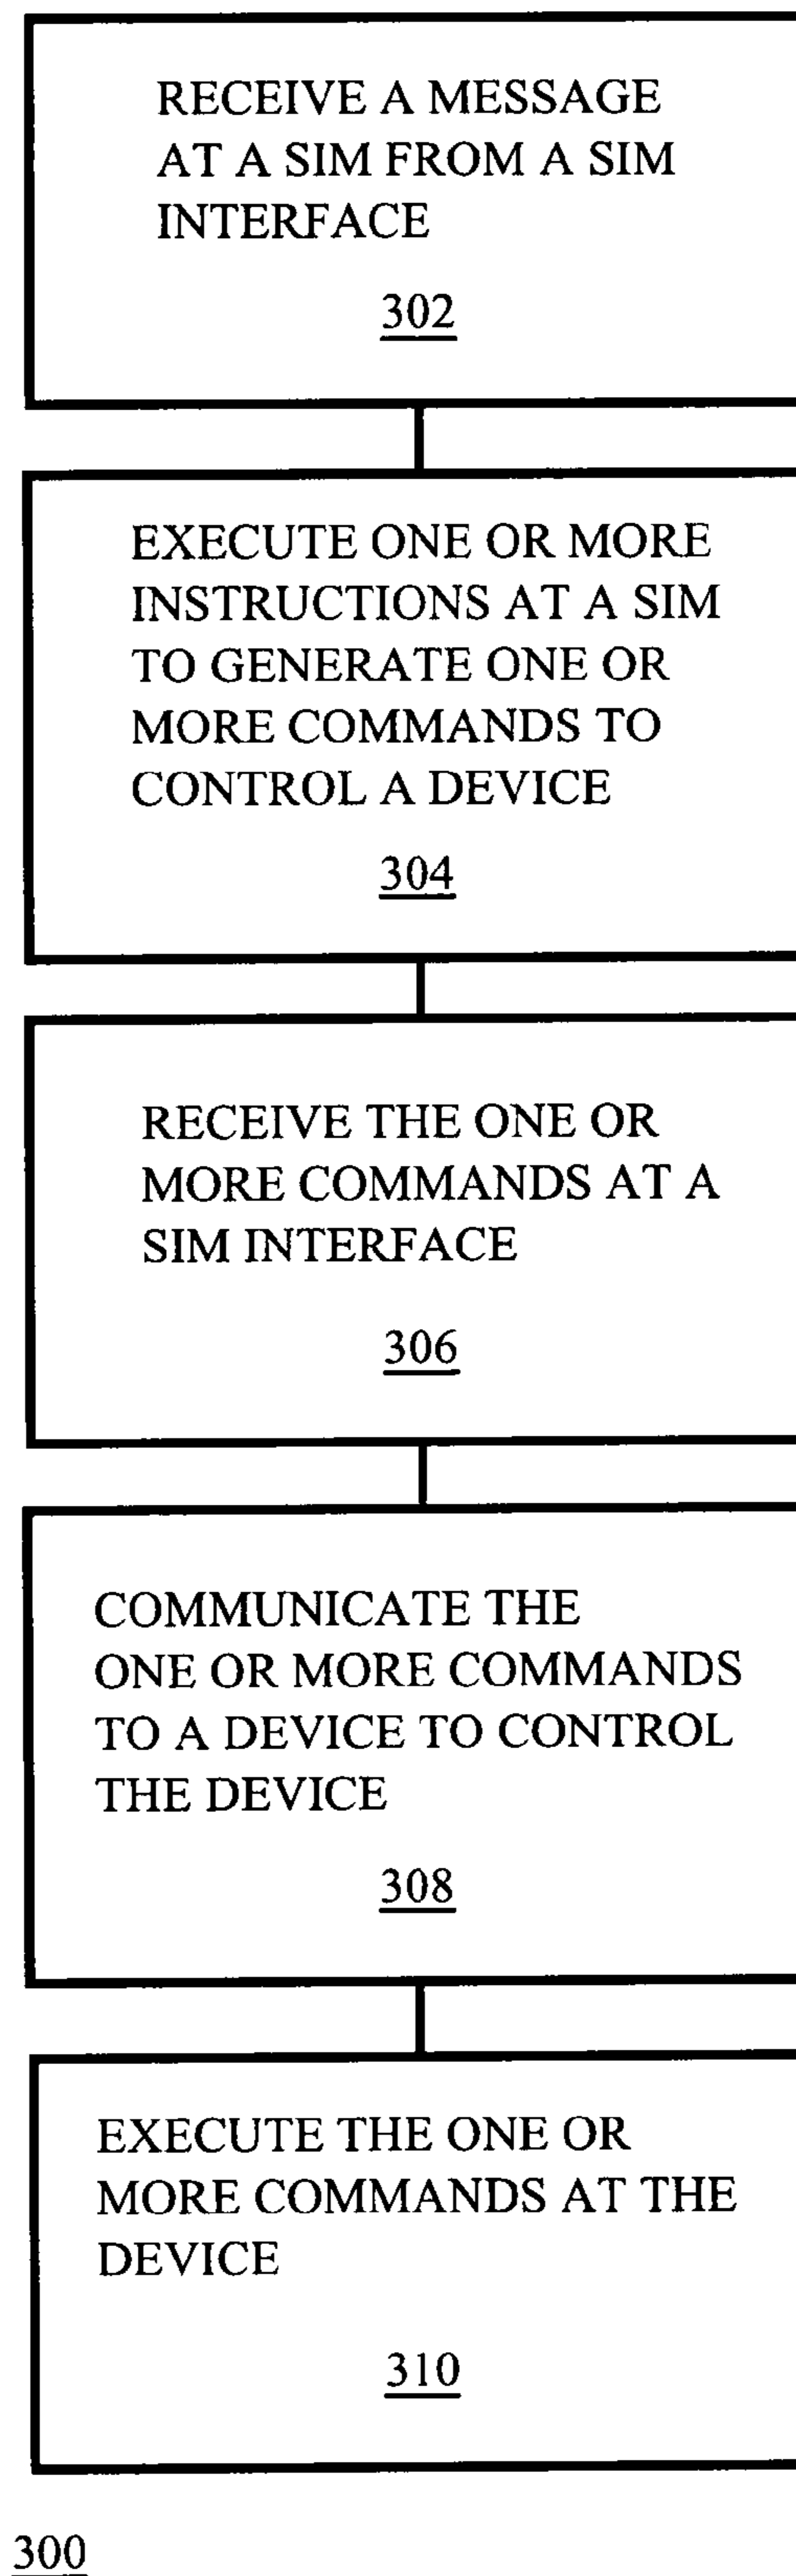 RECEIVE A MESSAGE
AT A SIM FROM A SIM
INTERFACE
302
EXECUTE ONE OR MORE
INSTRUCTIONS AT A SIM
TO GENERATE ONE OR
MORE COMMANDS TO
CONTROL A DEVICE
304
RECEIVE THE ONE OR
MORE COMMANDS AT A
SIM INTERFACE
306
COMMUNICATE THE
ONE OR MORE COMMANDS
TO A DEVICE TO CONTROL
THE DEVICE
308
EXECUTE THE ONE OR
MORE COMMANDS AT THE
DEVICE
310
300